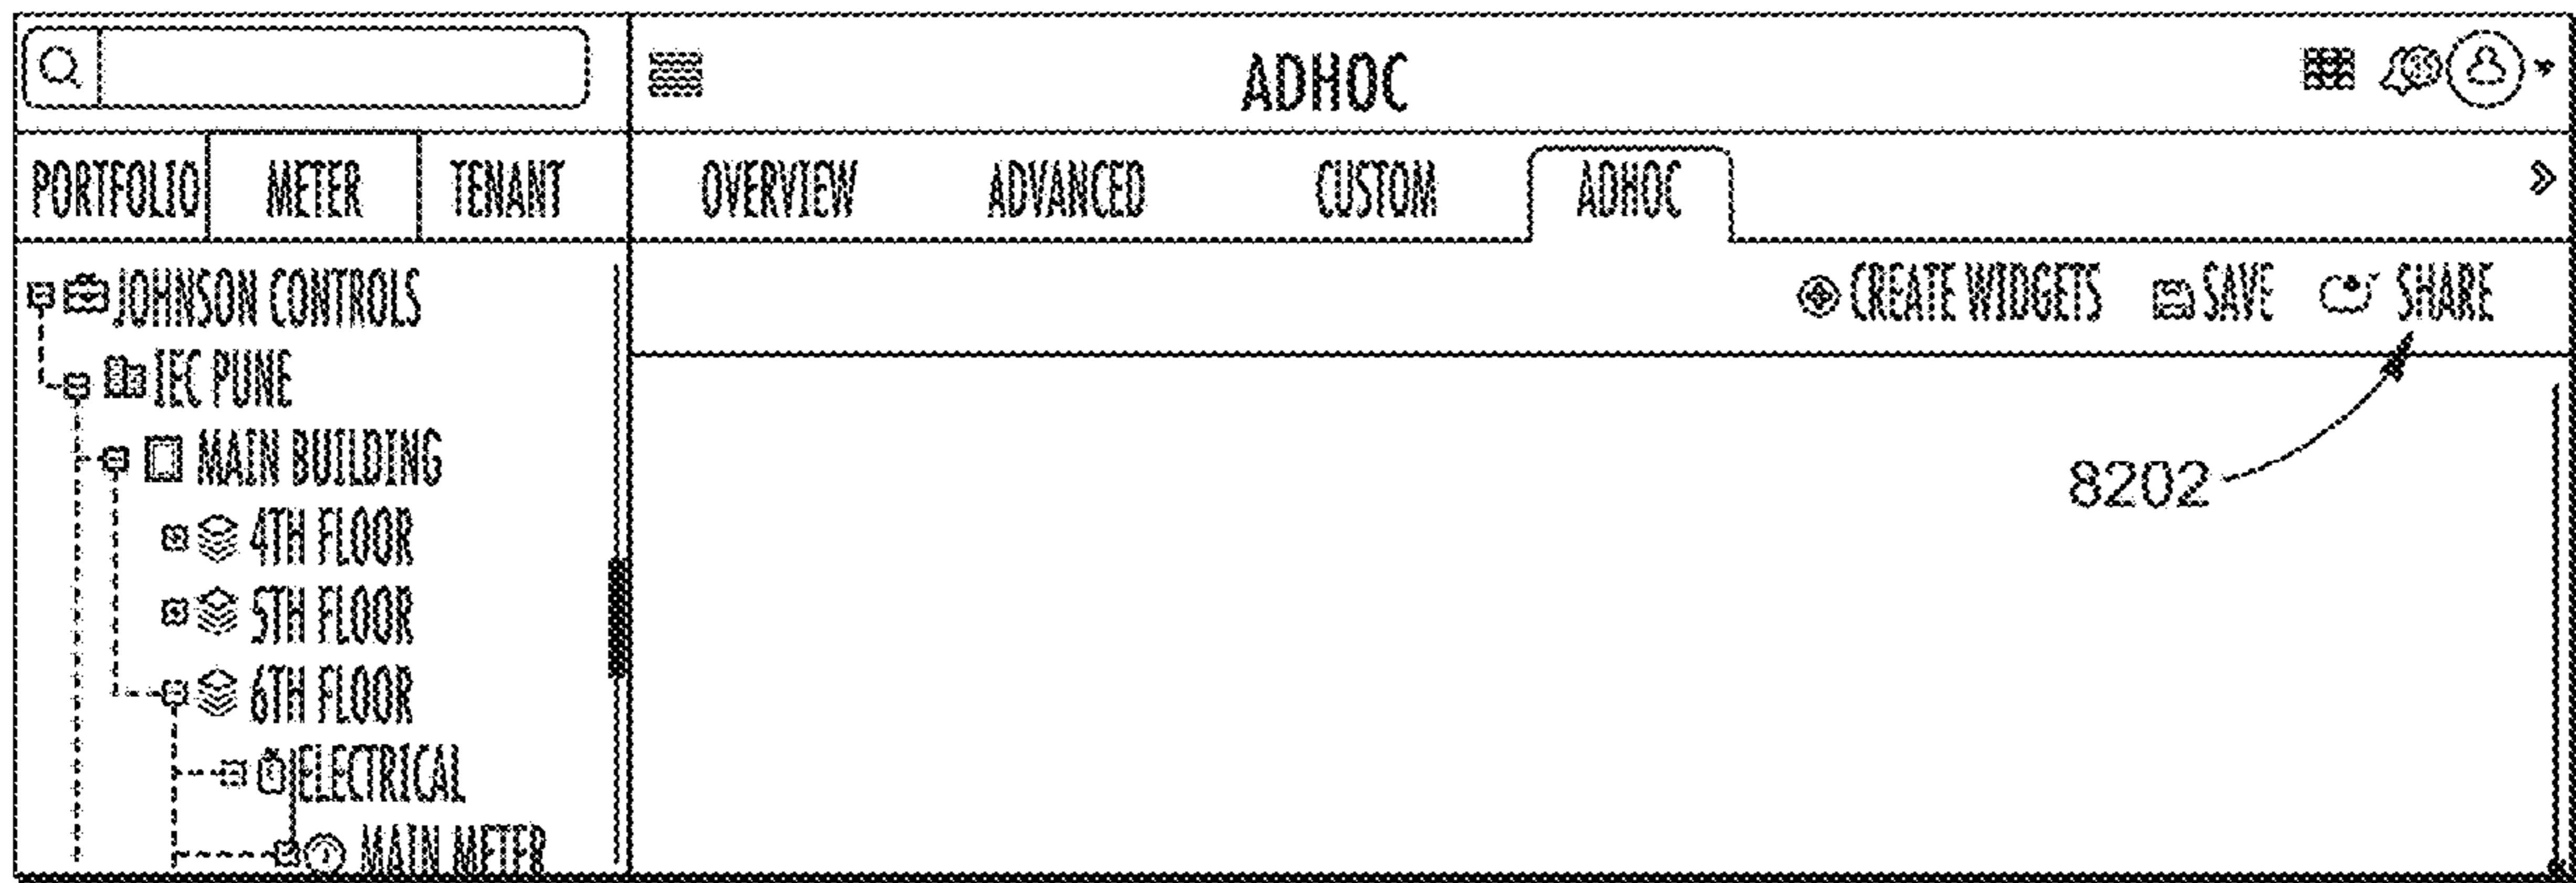 ADHOC
PORTFOLIO METER TENANT
OVERVIEW ADVANCED CUSTOM ADHOC
CREATE WIDGETS SAVE SHARE
JOHNSON CONTROLS
IEC PUNE
MAIN BUILDING
4TH FLOOR
5TH FLOOR
6TH FLOOR
ELECTRICAL
MAIN METER
8202